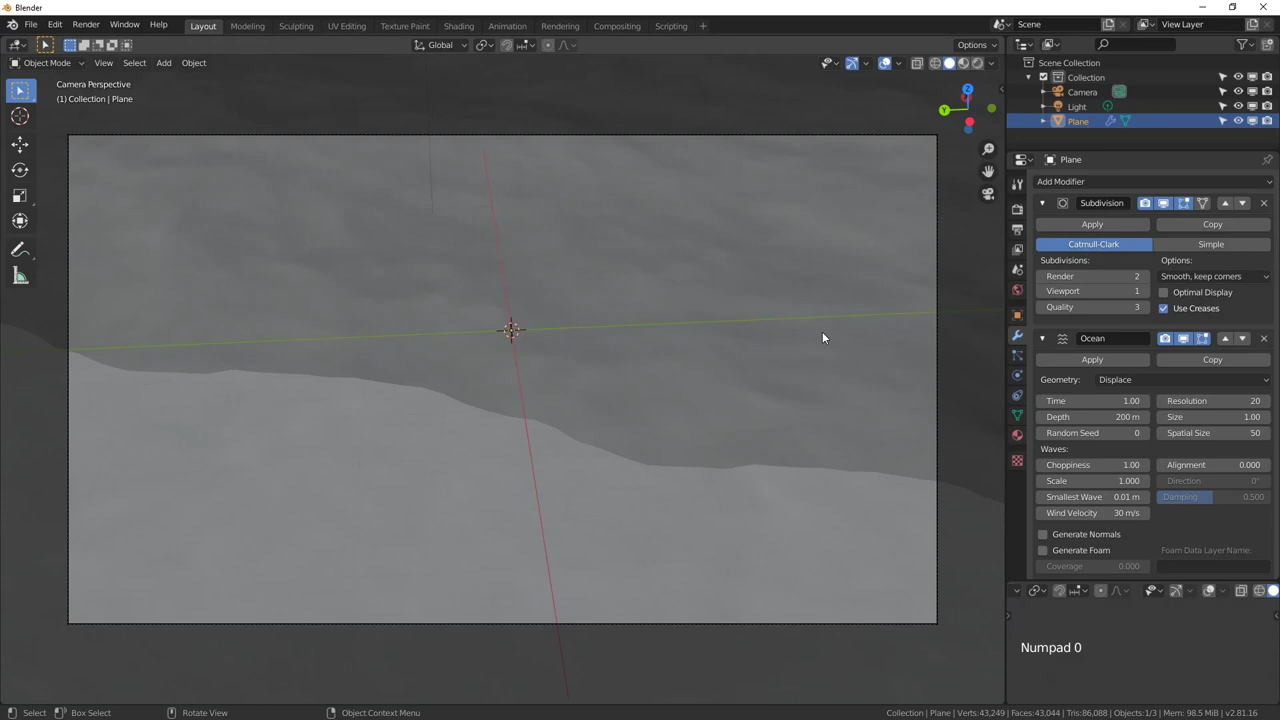 Blender
File Edit Render Window Help Layout Modeling Sculpting UV Editing Texture Paint Shading Animation Rendering Compositing Scripting Scene View Layer
Global Options
Object Mode View Select Add Object
Scene Collection
Collection
Camera
Light
Plane
Camera Perspective
(1) Collection | Plane
Z
Y
Plane
Add Modifier
Subdivision
Apply Copy
Catmull-Clark Simple
Subdivisions: Options:
Render 2 Smooth, keep corners
Viewport 1 Optimal Display
Quality 3 Use Creases
Ocean
Apply Copy
Geometry: Displace
Time 1.00 Resolution 20
Depth 200 m Size 1.00
Random Seed 0 Spatial Size 50
Waves:
Choppiness 1.00 Alignment 0.000
Scale 1.000 Direction 0°
Smallest Wave 0.01 m Damping 0.500
Wind Velocity 30 m/s
Generate Normals
Generate Foam Foam Data Layer Name:
Coverage 0.000
Numpad 0
Select Box Select Rotate View Object Context Menu Collection | Plane | Verts:43,249 | Faces:43,044 | Tris:86,088 | Objects:1/3 | Mem: 98.5 MiB | v2.81.16